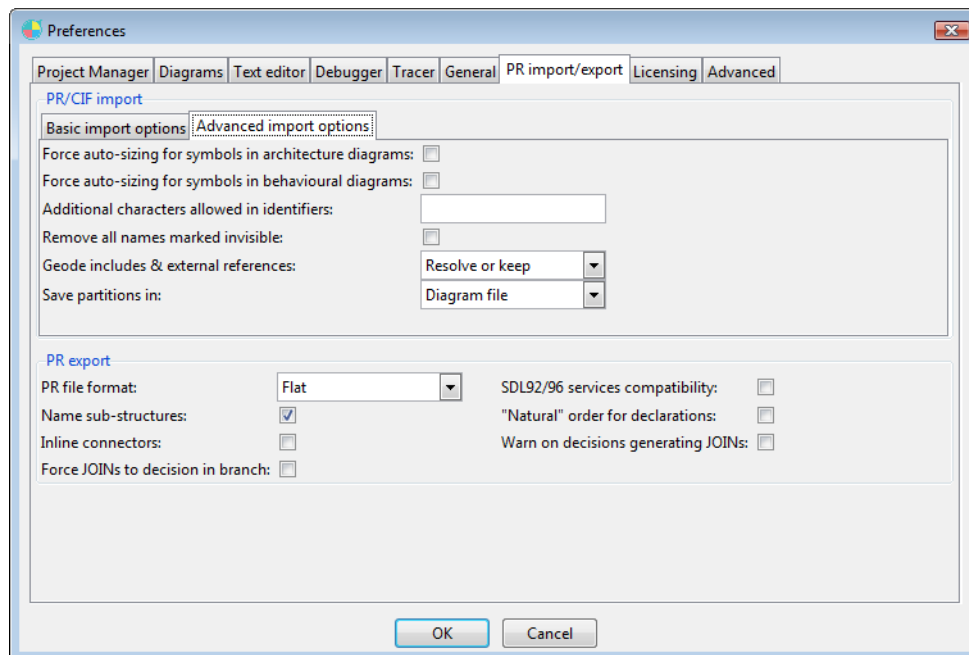 Preferences
Project Manager Diagrams Text editor Debugger Tracer General PR import/export Licensing Advanced
PR/CIF import
Basic import options Advanced import options
Force auto-sizing for symbols in architecture diagrams:
Force auto-sizing for symbols in behavioural diagrams:
Additional characters allowed in identifiers:
Remove all names marked invisible:
Geode includes & external references: Resolve or keep
Save partitions in: Diagram file
PR export
PR file format: Flat SDL92/96 services compatibility:
Name sub-structures: "Natural" order for declarations:
Inline connectors: Warn on decisions generating JOINs:
Force JOINs to decision in branch:
OK Cancel